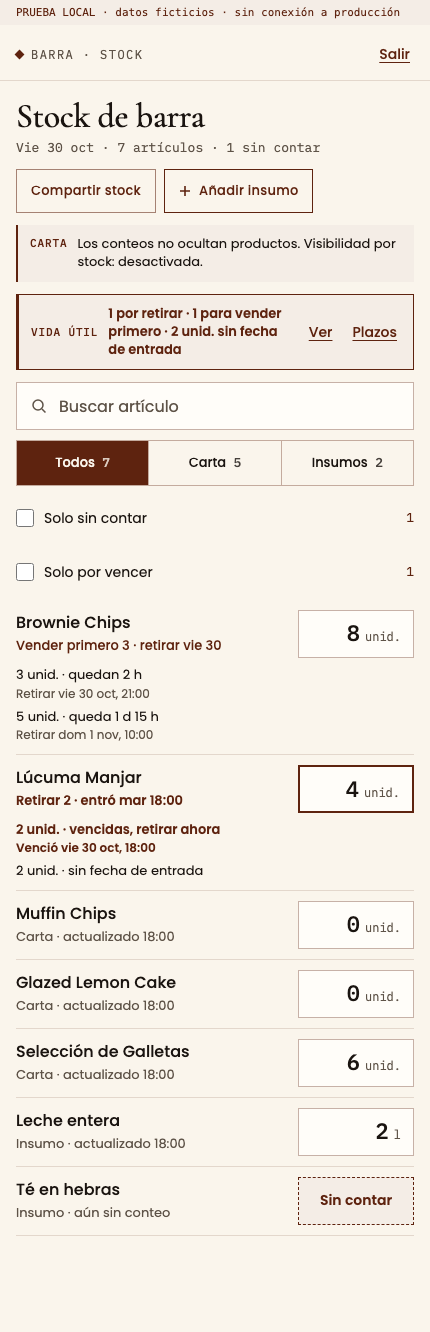 PRUEBA LOCAL · datos ficticios · sin conexión a producción
BARRA · STOCK
Salir
Stock de barra
Vie 30 oct · 7 artículos · 1 sin contar
Compartir stock
+ Añadir insumo
CARTA
Los conteos no ocultan productos. Visibilidad por
stock: desactivada.
VIDA ÚTIL
1 por retirar · 1 para vender
primero · 2 unid. sin fecha
de entrada
Ver
Plazos
Buscar artículo
Todos 7
Carta 5
Insumos 2
Solo sin contar
1
Solo por vencer
1
Brownie Chips
8 unid.
Vender primero 3 · retirar vie 30
3 unid. · quedan 2 h
Retirar vie 30 oct, 21:00
5 unid. · queda 1 d 15 h
Retirar dom 1 nov, 10:00
Lúcuma Manjar
4 unid.
Retirar 2 · entró mar 18:00
2 unid. · vencidas, retirar ahora
Venció vie 30 oct, 18:00
2 unid. · sin fecha de entrada
Muffin Chips
0 unid.
Carta · actualizado 18:00
Glazed Lemon Cake
0 unid.
Carta · actualizado 18:00
Selección de Galletas
6 unid.
Carta · actualizado 18:00
Leche entera
2 l
Insumo · actualizado 18:00
Té en hebras
Sin contar
Insumo · aún sin conteo